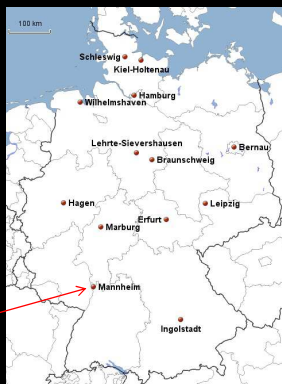 100 km
Schleswig
Kiel-Holtenau
Hamburg
Wilhelmshaven
Lehrte-Sievershausen
Bernau
Braunschweig
Hagen
Leipzig
Erfurt
Marburg
Mannheim
Ingolstadt